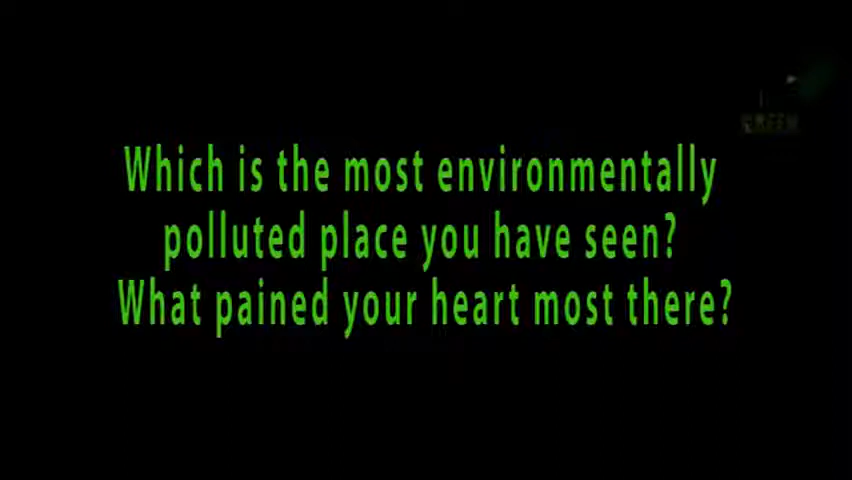 Which is the most environmentally
polluted place you have seen?
What pained your heart most there?